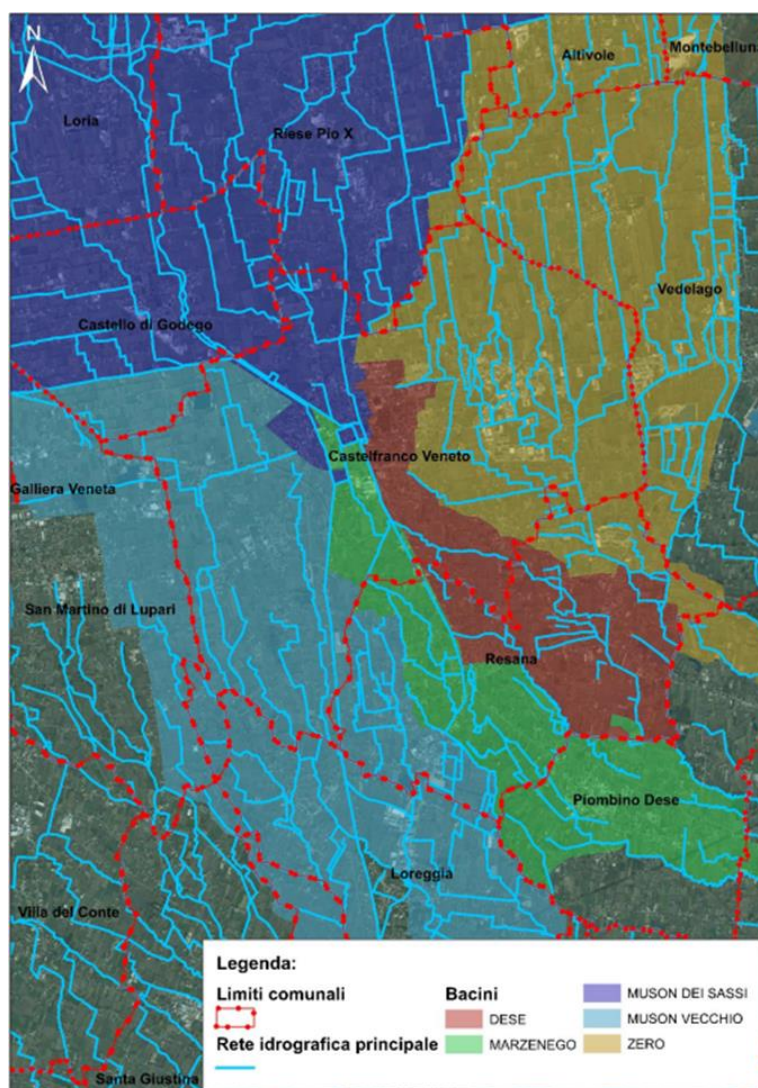 N
Altivole
Montebelluna
Loria
Riese Pio X
Vedelago
Castello di Godego
Castelfranco Veneto
Galliera Veneta
San Martino di Lupari
Resana
Piombino Dese
Loreggia
Villa del Conte
Santa Giustina
Legenda:
Limiti comunali
Rete idrografica principale
Bacini
DESE
MARZENEGO
MUSON DEI SASSI
MUSON VECCHIO
ZERO